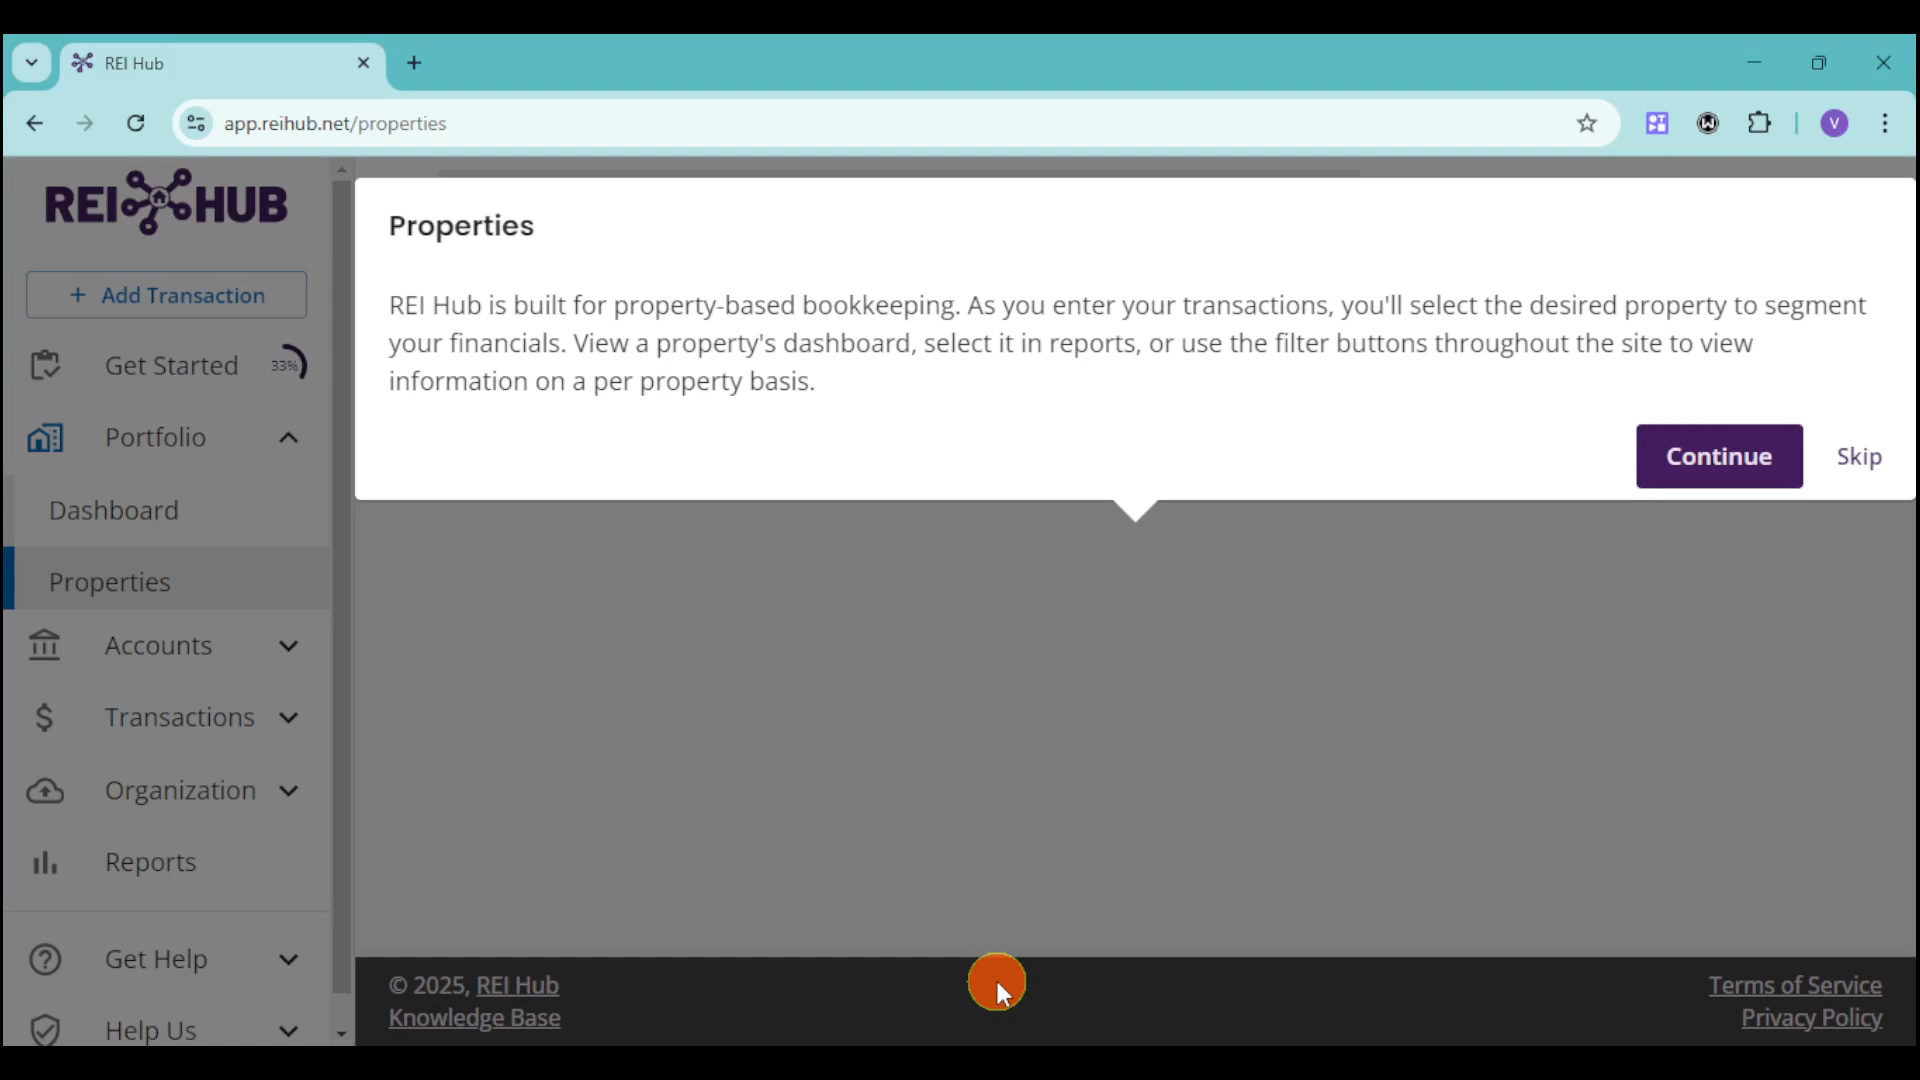 REI Hub
app.reihub.net/properties
V
REI HUB
+ Add Transaction
Get Started 33%
Portfolio
Dashboard
Properties
Accounts
Transactions
Organization
Reports
Get Help
Help Us
Properties
REI Hub is built for property-based bookkeeping. As you enter your transactions, you'll select the desired property to segment
your financials. View a property's dashboard, select it in reports, or use the filter buttons throughout the site to view
information on a per property basis.
Continue
Skip
© 2025, REI Hub
Knowledge Base
Terms of Service
Privacy Policy